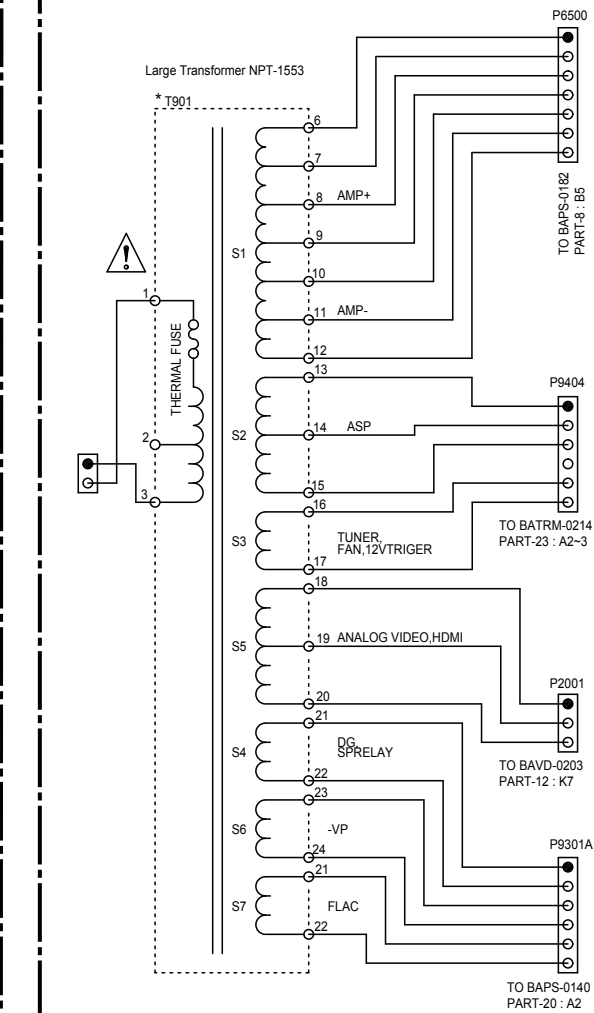 P6500
Large Transformer NPT-1553
* T901
6
7
8 AMP+
9
S1
10
11 AMP-
12
TO BAPS-0182
PART-8 : B5
1
THERMAL FUSE
2
3
13
P9404
S2
14 ASP
15
16
S3
TUNER,
FAN,12VTRIGER
17
TO BATRM-0214
PART-23 : A2~3
18
S5
19 ANALOG VIDEO,HDMI
20
P2001
21
S4
DG,
SPRELAY
22
TO BAVD-0203
PART-12 : K7
23
S6
-VP
24
P9301A
21
S7
FLAC
22
TO BAPS-0140
PART-20 : A2